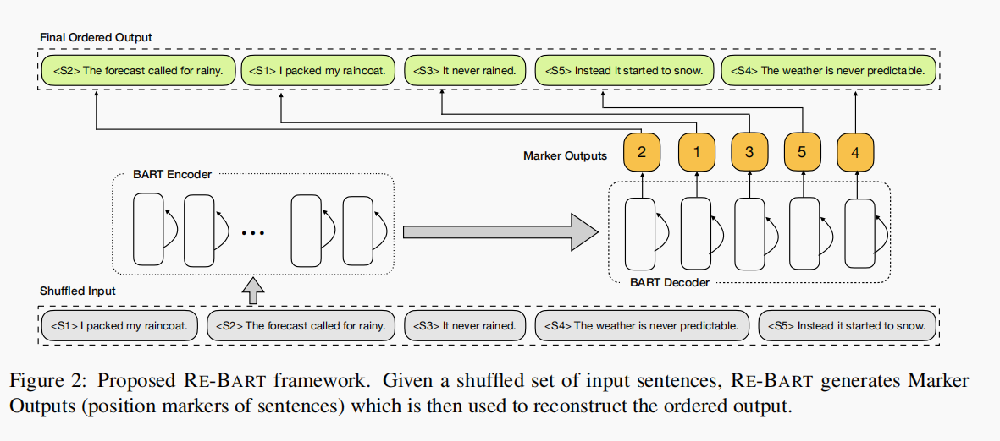 Final Ordered Output
<S2> The forecast called for rainy.
<S1> I packed my raincoat.
<S3> It never rained.
<S5> Instead it started to snow.
<S4> The weather is never predictable.
Marker Outputs
2
1
3
5
4
BART Encoder
...
BART Decoder
Shuffled Input
<S1> I packed my raincoat.
<S2> The forecast called for rainy.
<S3> It never rained.
<S4> The weather is never predictable.
<S5> Instead it started to snow.
Figure 2: Proposed RE-BART framework. Given a shuffled set of input sentences, RE-BART generates Marker
Outputs (position markers of sentences) which is then used to reconstruct the ordered output.